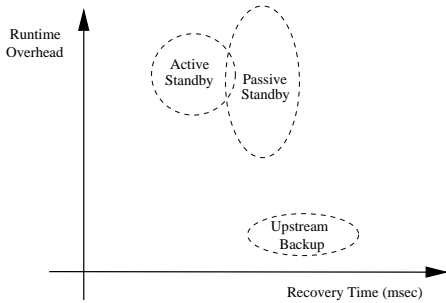 Runtime
Overhead
Active
Standby
Passive
Standby
Upstream
Backup
Recovery Time (msec)